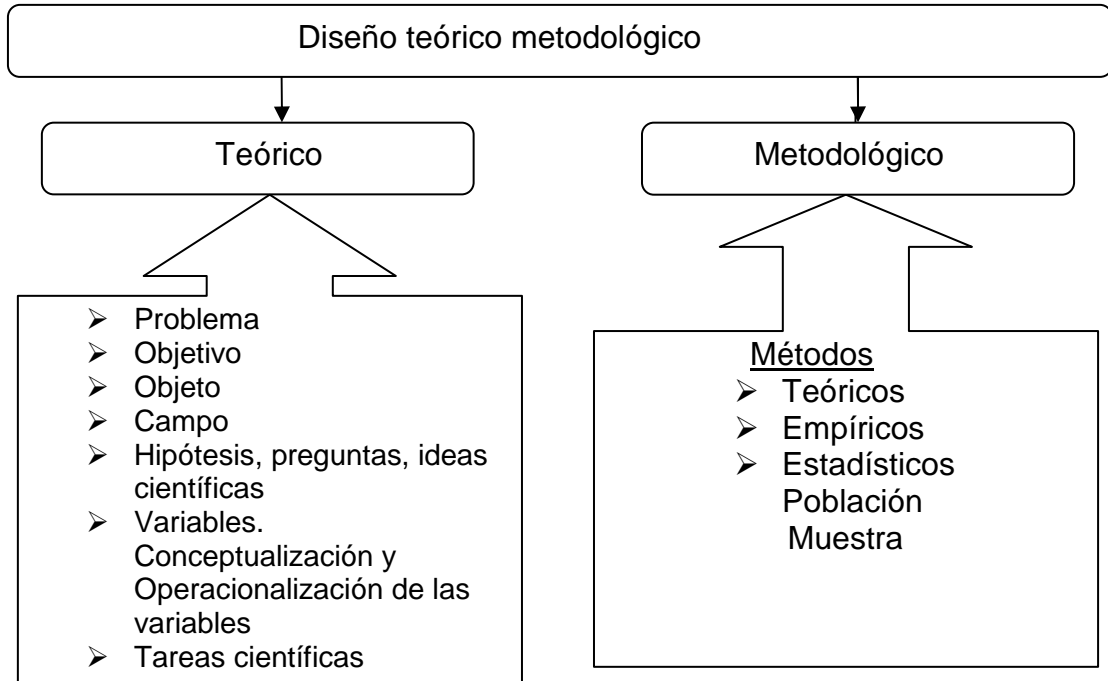 Diseño teórico metodológico
Teórico
Metodológico
➢ Problema
➢ Objetivo
➢ Objeto
➢ Campo
➢ Hipótesis, preguntas, ideas
científicas
➢ Variables.
Conceptualización y
Operacionalización de las
variables
➢ Tareas científicas
Métodos
➢ Teóricos
➢ Empíricos
➢ Estadísticos
Población
Muestra